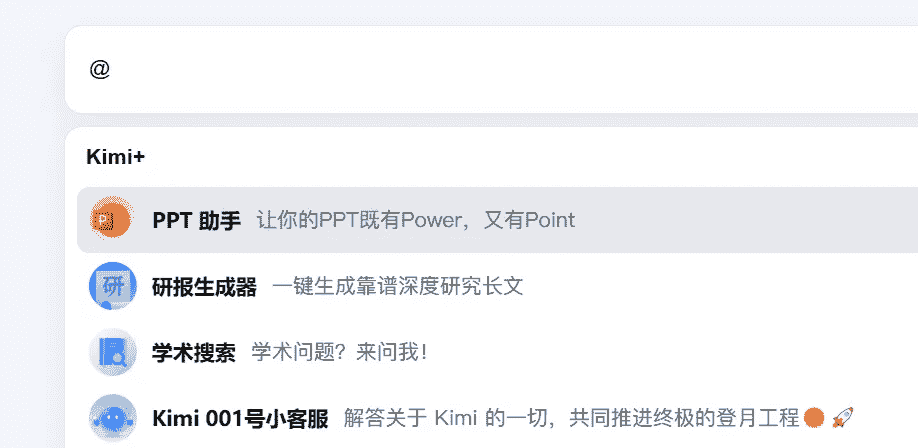 @
Kimi+
P PPT 助手 让你的PPT既有Power，又有Point
研 研报生成器 一键生成靠谱深度研究长文
学术搜索 学术问题？来问我！
Kimi 001号小客服 解答关于 Kimi 的一切，共同推进终极的登月工程🟠🚀